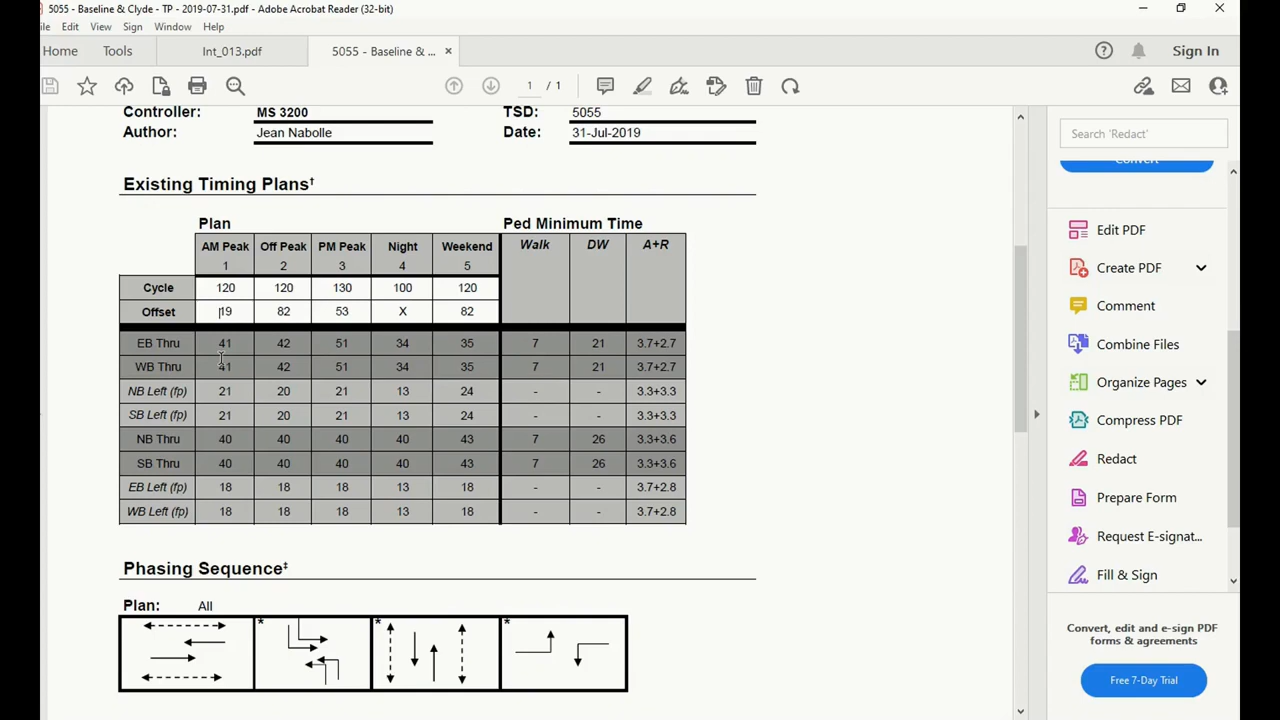 5055 - Baseline & Clyde - TP - 2019-07-31.pdf - Adobe Acrobat Reader (32-bit)
ile Edit View Sign Window Help
Home Tools Int_013.pdf 5055 - Baseline & ... ×
1 / 1 Sign In
Controller: MS 3200 TSD: 5055
Author: Jean Nabolle Date: 31-Jul-2019
Existing Timing Plans†
Plan Ped Minimum Time
AM Peak Off Peak PM Peak Night Weekend Walk DW A+R
1 2 3 4 5
Cycle 120 120 130 100 120
Offset 19 82 53 X 82
EB Thru 41 42 51 34 35 7 21 3.7+2.7
WB Thru 41 42 51 34 35 7 21 3.7+2.7
NB Left (fp) 21 20 21 13 24 - - 3.3+3.3
SB Left (fp) 21 20 21 13 24 - - 3.3+3.3
NB Thru 40 40 40 40 43 7 26 3.3+3.6
SB Thru 40 40 40 40 43 7 26 3.3+3.6
EB Left (fp) 18 18 18 13 18 - - 3.7+2.8
WB Left (fp) 18 18 18 13 18 - - 3.7+2.8
Phasing Sequence‡
Plan: All
* * *
Search 'Redact'
Convert
Edit PDF
Create PDF
Comment
Combine Files
Organize Pages
Compress PDF
Redact
Prepare Form
Request E-signat...
Fill & Sign
Convert, edit and e-sign PDF
forms & agreements
Free 7-Day Trial